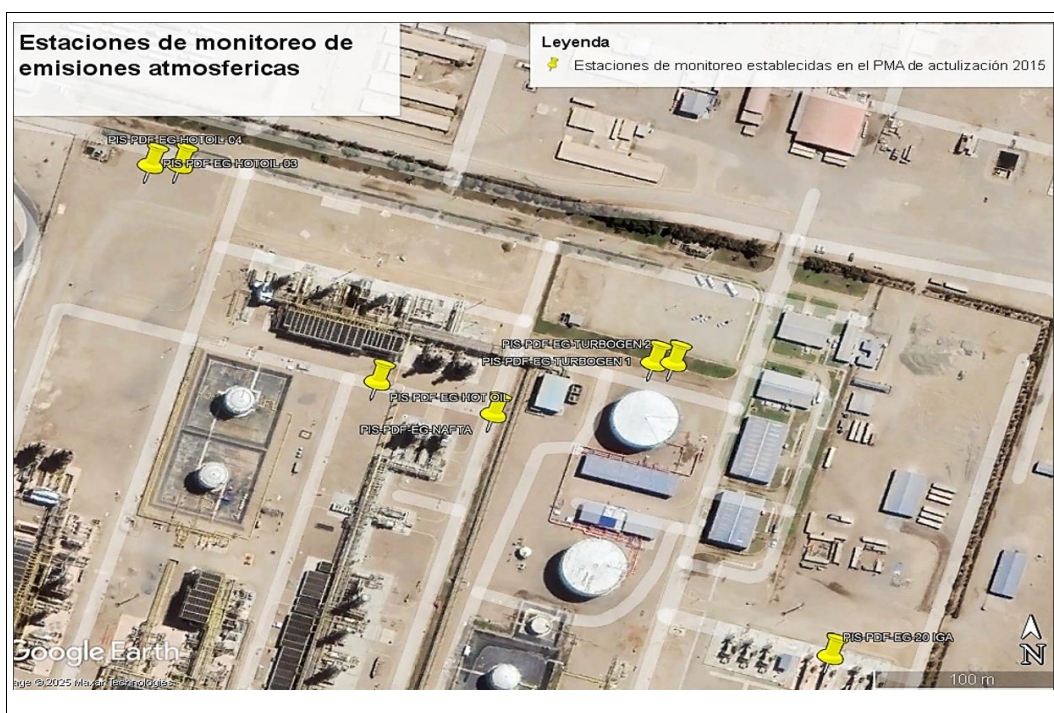 Estaciones de monitoreo de
emisiones atmosfericas
Leyenda
Estaciones de monitoreo establecidas en el PMA de actulización 2015
PIS-PDF-EG-HOTOIL 04
PIS-PDF-EG-HOTOIL 03
PIS-PDF-EG-TURBOGEN 2
PIS-PDF-EG-TURBOGEN 1
PIS-PDF-EG-HOT OIL
PIS-PDF-EG-NAFTA
PIS-PDF-EG-20 IGA
N
Google Earth
age © 2025 Maxar Technologies
100 m